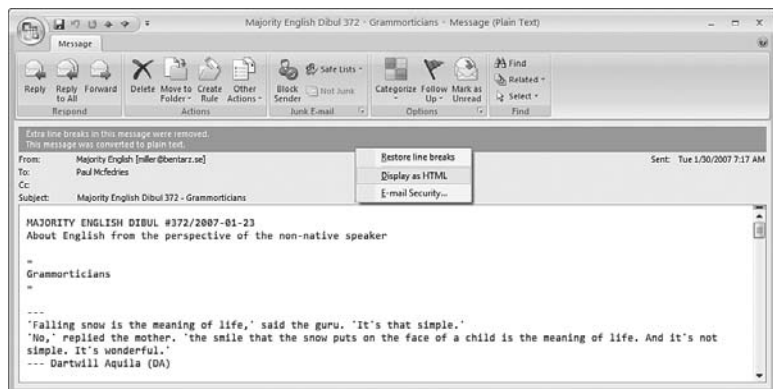 Majority English Dibul 372 - Grammorticians - Message (Plain Text)
Message
Reply Reply to All Forward
Respond
Delete Move to Folder Create Rule Other Actions
Actions
Block Sender Safe Lists Not Junk
Junk E-mail
Categorize Follow Up Mark as Unread
Options
Find Related Select
Find
Extra line breaks in this message were removed.
This message was converted to plain text.
Restore line breaks
Display as HTML
E-mail Security...
From: Majority English [miller@bentarz.se]
Sent: Tue 1/30/2007 7:17 AM
To: Paul Mcfedries
Cc:
Subject: Majority English Dibul 372 - Grammorticians
MAJORITY ENGLISH DIBUL #372/2007-01-23
About English from the perspective of the non-native speaker
=
Grammorticians
=
---
'Falling snow is the meaning of life,' said the guru. 'It's that simple.'
'No,' replied the mother. 'the smile that the snow puts on the face of a child is the meaning of life. And it's not
simple. It's wonderful.'
--- Dartwill Aquila (DA)